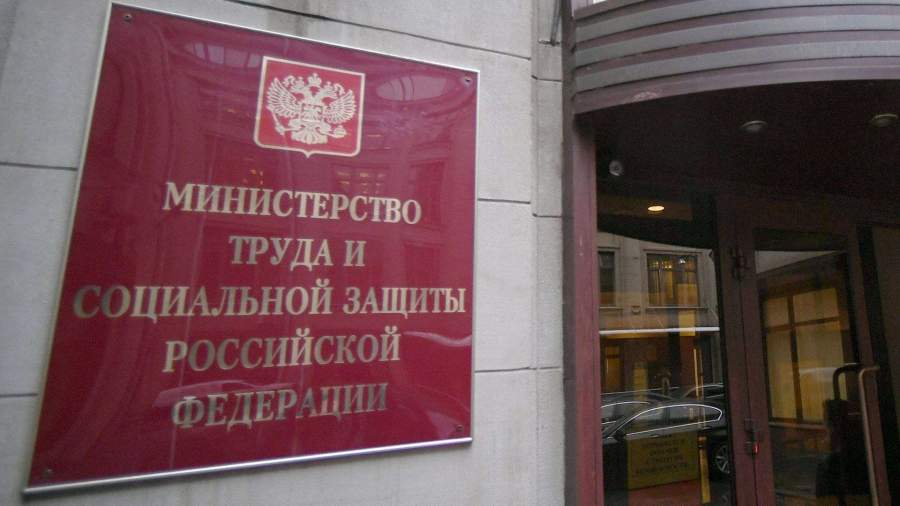 МИНИСТЕРСТВО
ТРУДА И
СОЦИАЛЬНОЙ ЗАЩИТЫ
РОССИЙСКОЙ
ФЕДЕРАЦИИ